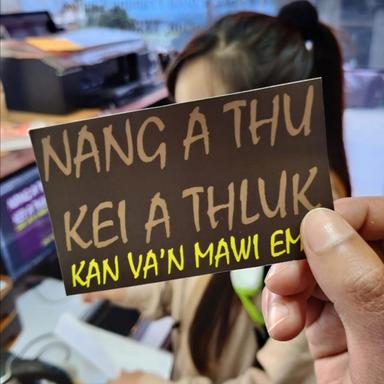 NANG A THU
KEI A THLUK
KAN VA'N MAWI EM